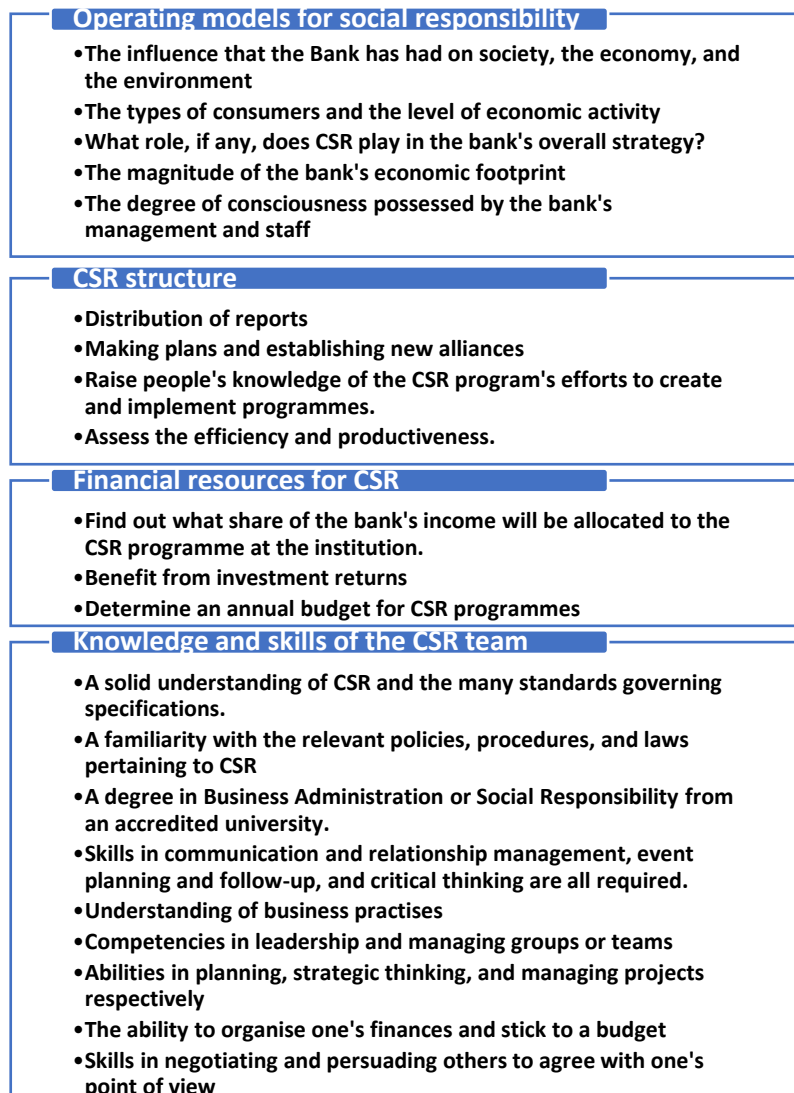 Operating models for social responsibility
•The influence that the Bank has had on society, the economy, and
the environment
•The types of consumers and the level of economic activity
•What role, if any, does CSR play in the bank's overall strategy?
•The magnitude of the bank's economic footprint
•The degree of consciousness possessed by the bank's
management and staff
CSR structure
•Distribution of reports
•Making plans and establishing new alliances
•Raise people's knowledge of the CSR program's efforts to create
and implement programmes.
•Assess the efficiency and productiveness.
Financial resources for CSR
•Find out what share of the bank's income will be allocated to the
CSR programme at the institution.
•Benefit from investment returns
•Determine an annual budget for CSR programmes
Knowledge and skills of the CSR team
•A solid understanding of CSR and the many standards governing
specifications.
•A familiarity with the relevant policies, procedures, and laws
pertaining to CSR
•A degree in Business Administration or Social Responsibility from
an accredited university.
•Skills in communication and relationship management, event
planning and follow-up, and critical thinking are all required.
•Understanding of business practises
•Competencies in leadership and managing groups or teams
•Abilities in planning, strategic thinking, and managing projects
respectively
•The ability to organise one's finances and stick to a budget
•Skills in negotiating and persuading others to agree with one's
point of view